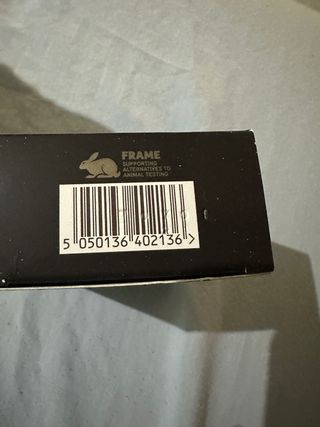 FRAME
SUPPORTING
ALTERNATIVES TO
ANIMAL TESTING
5 050136 402136 >